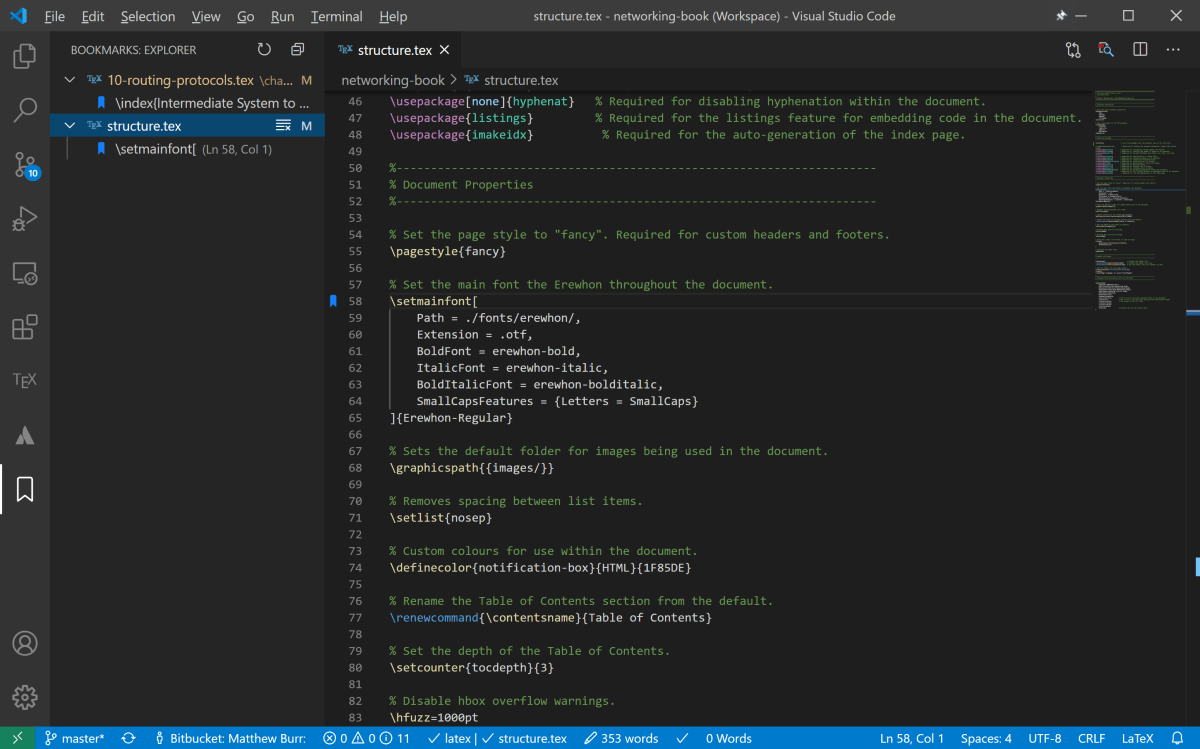 File Edit Selection View Go Run Terminal Help
structure.tex - networking-book (Workspace) - Visual Studio Code
BOOKMARKS: EXPLORER
TEX 10-routing-protocols.tex \cha... M
\index{Intermediate System to ...
TEX structure.tex M
\setmainfont[ (Ln 58, Col 1)
10
TEX
TEX structure.tex
networking-book > TEX structure.tex
46 \usepackage[none]{hyphenat} % Required for disabling hyphenation within the document.
47 \usepackage{listings} % Required for the listings feature for embedding code in the document.
48 \usepackage{imakeidx} % Required for the auto-generation of the index page.
49
50 %----------------------------------------------------------------------
51 % Document Properties
52 %----------------------------------------------------------------------
53
54 % Set the page style to "fancy". Required for custom headers and footers.
55 \pagestyle{fancy}
56
57 % Set the main font the Erewhon throughout the document.
58 \setmainfont[
59 Path = ./fonts/erewhon/,
60 Extension = .otf,
61 BoldFont = erewhon-bold,
62 ItalicFont = erewhon-italic,
63 BoldItalicFont = erewhon-bolditalic,
64 SmallCapsFeatures = {Letters = SmallCaps}
65 ]{Erewhon-Regular}
66
67 % Sets the default folder for images being used in the document.
68 \graphicspath{{images/}}
69
70 % Removes spacing between list items.
71 \setlist{nosep}
72
73 % Custom colours for use within the document.
74 \definecolor{notification-box}{HTML}{1F85DE}
75
76 % Rename the Table of Contents section from the default.
77 \renewcommand{\contentsname}{Table of Contents}
78
79 % Set the depth of the Table of Contents.
80 \setcounter{tocdepth}{3}
81
82 % Disable hbox overflow warnings.
83 \hfuzz=1000pt
master* Bitbucket: Matthew Burr: 0 0 11 latex | structure.tex 353 words 0 Words Ln 58, Col 1 Spaces: 4 UTF-8 CRLF LaTeX